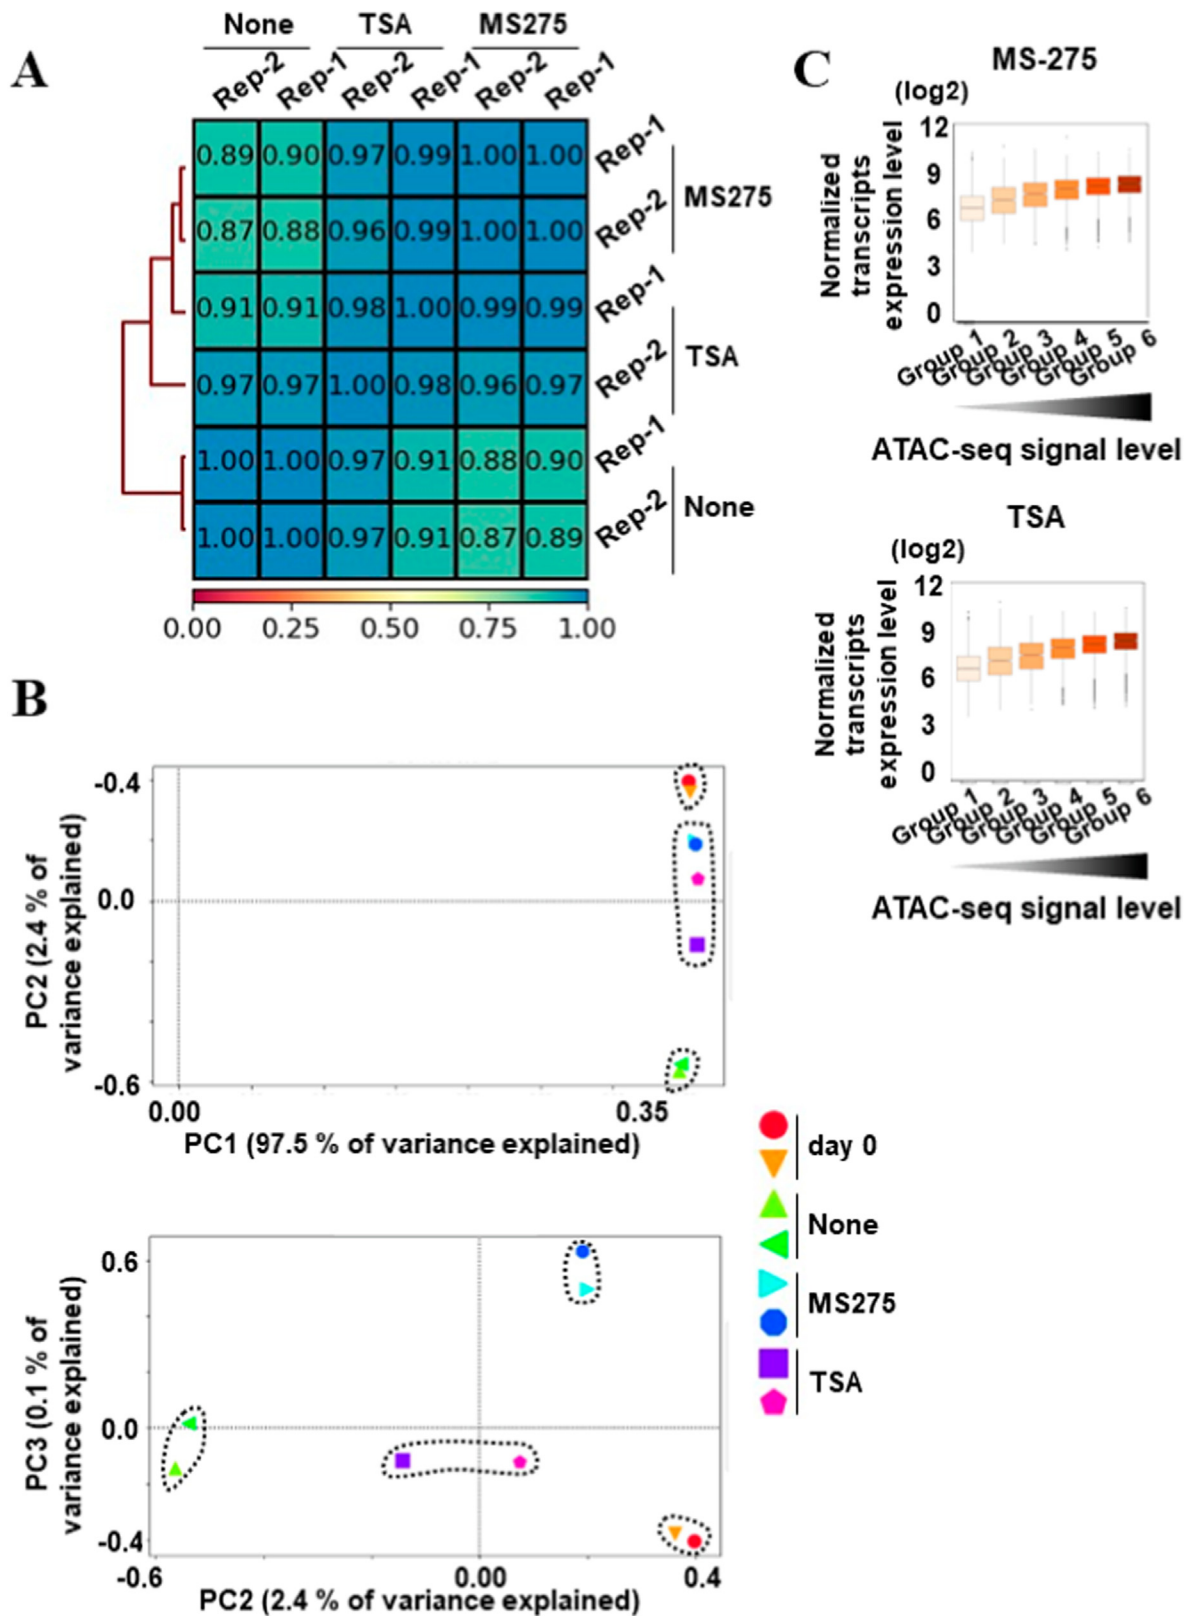 A
None TSA MS275
Rep-2 Rep-1 Rep-2 Rep-1 Rep-2 Rep-1
0.89 0.90 0.97 0.99 1.00 1.00 Rep-1
0.87 0.88 0.96 0.99 1.00 1.00 Rep-2
MS275
0.91 0.91 0.98 1.00 0.99 0.99 Rep-1
0.97 0.97 1.00 0.98 0.96 0.97 Rep-2
TSA
1.00 1.00 0.97 0.91 0.88 0.90 Rep-1
1.00 1.00 0.97 0.91 0.87 0.89 Rep-2
None
0.00 0.25 0.50 0.75 1.00
B
PC2 (2.4 % of
variance explained)
-0.4
0.0
-0.6
0.00 0.35
PC1 (97.5 % of variance explained)
PC3 (0.1 % of
variance explained)
0.6
0.0
-0.4
-0.6 0.00 0.4
PC2 (2.4 % of variance explained)
day 0
None
MS275
TSA
C
MS-275
(log2)
Normalized
transcripts
expression level
12
9
6
3
0
Group 1 Group 2 Group 3 Group 4 Group 5 Group 6
ATAC-seq signal level
TSA
(log2)
Normalized
transcripts
expression level
12
9
6
3
0
Group 1 Group 2 Group 3 Group 4 Group 5 Group 6
ATAC-seq signal level